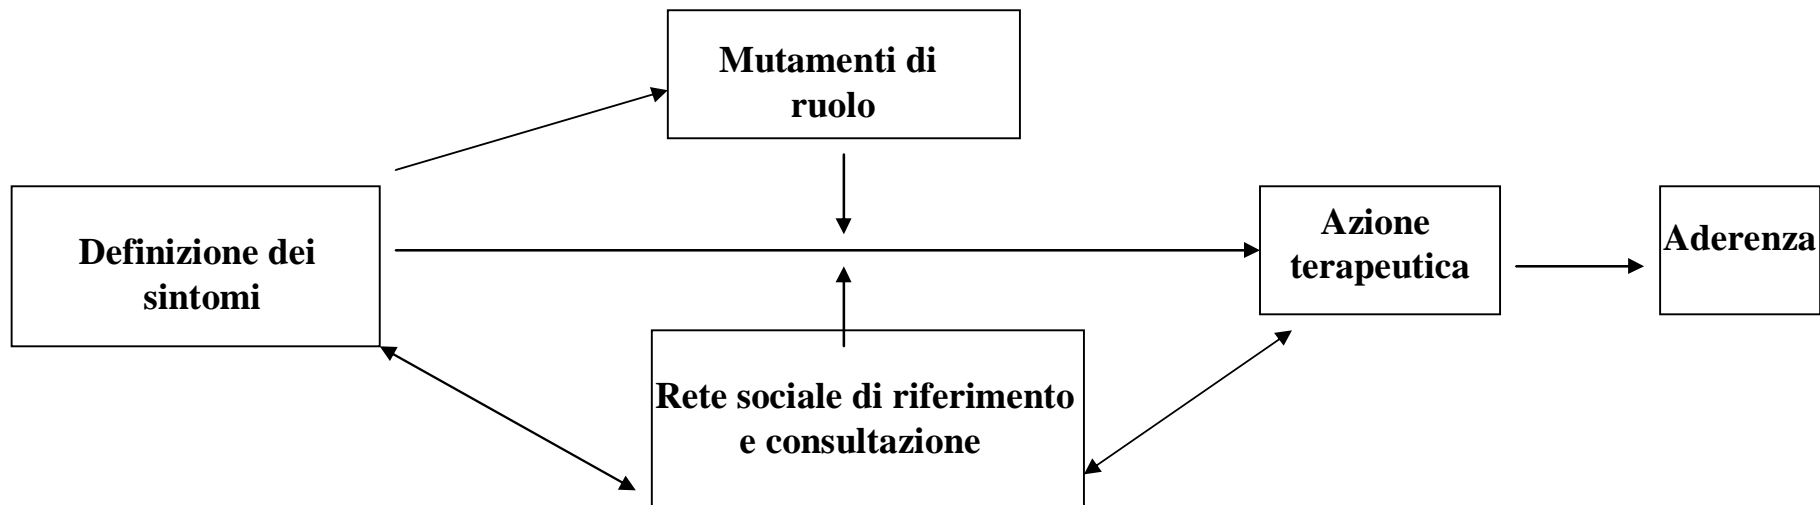 Mutamenti di
ruolo
Definizione dei
sintomi
Azione
terapeutica
Aderenza
Rete sociale di riferimento
e consultazione